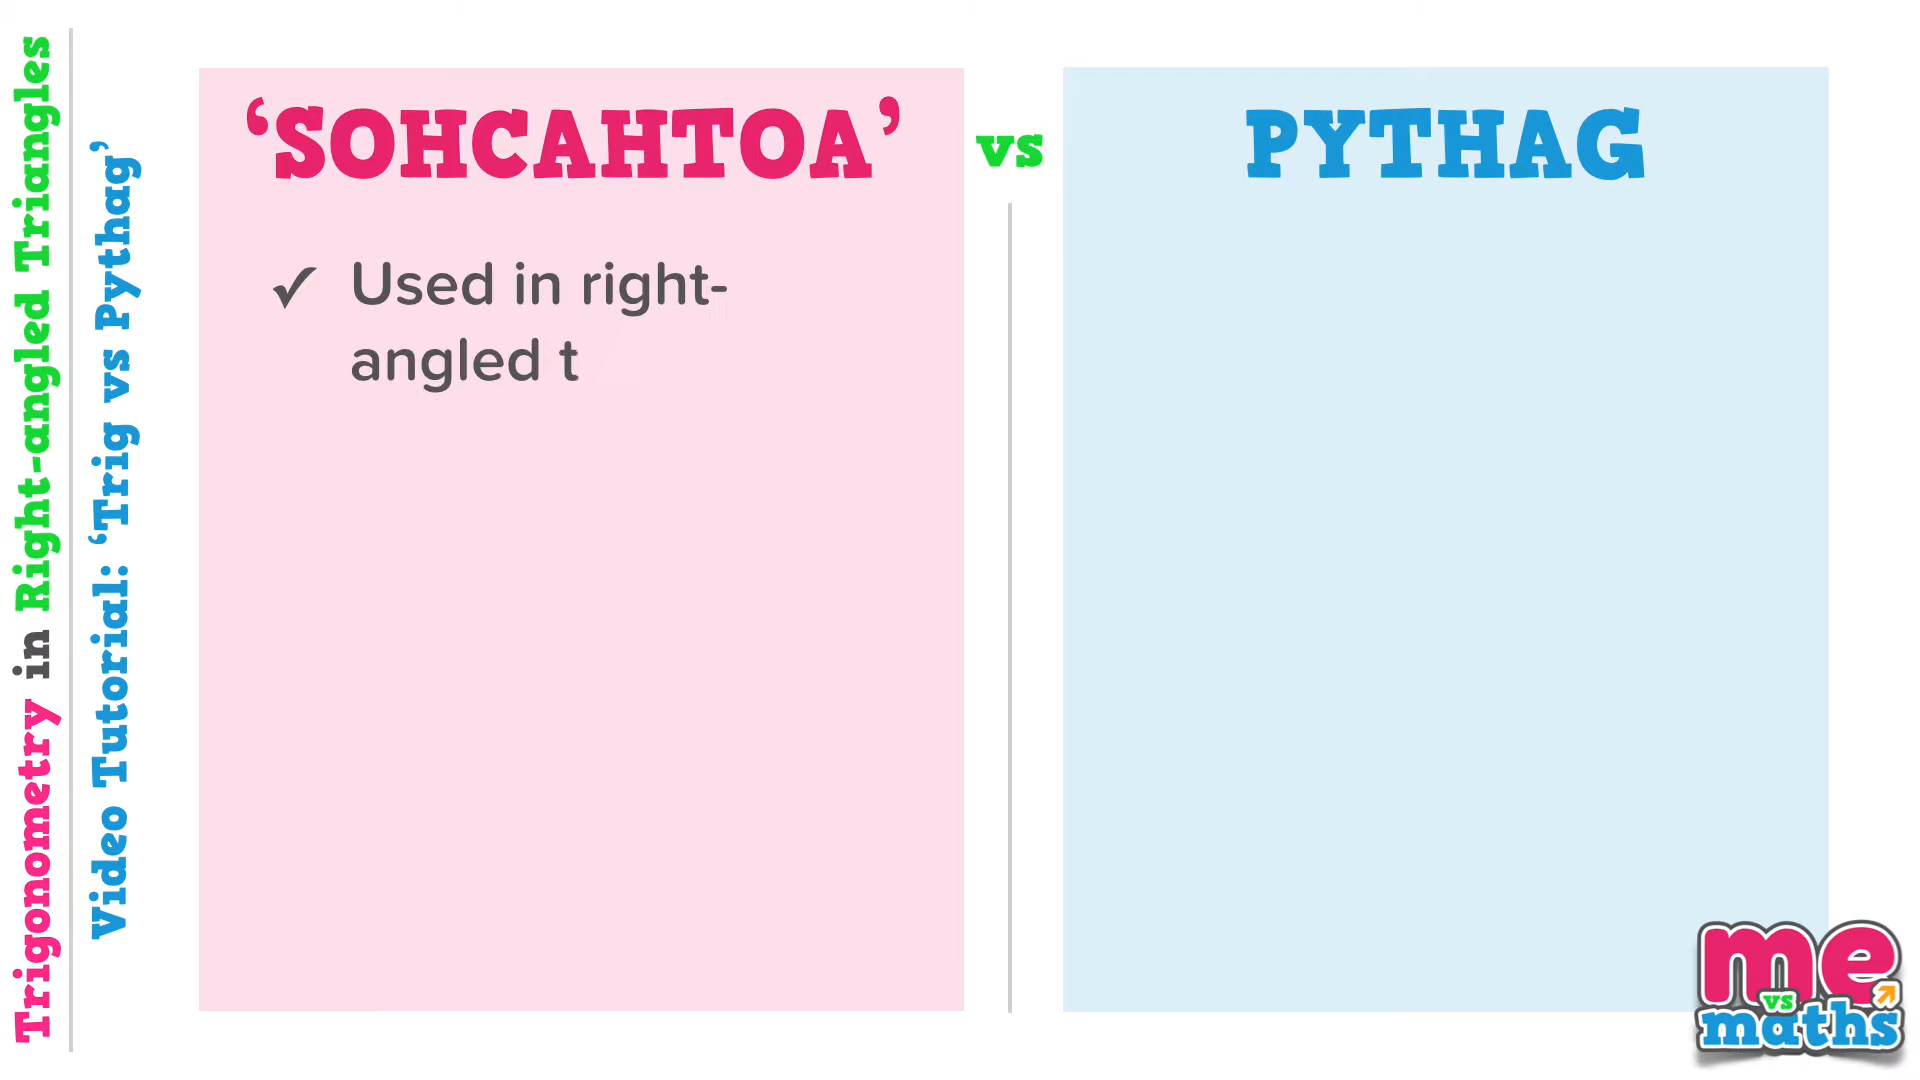 Trigonometry in Right-angled Triangles
Video Tutorial: ‘Trig vs Pythag’
‘SOHCAHTOA’
✓ Used in right-
angled t
vs
PYTHAG
me
vs
maths